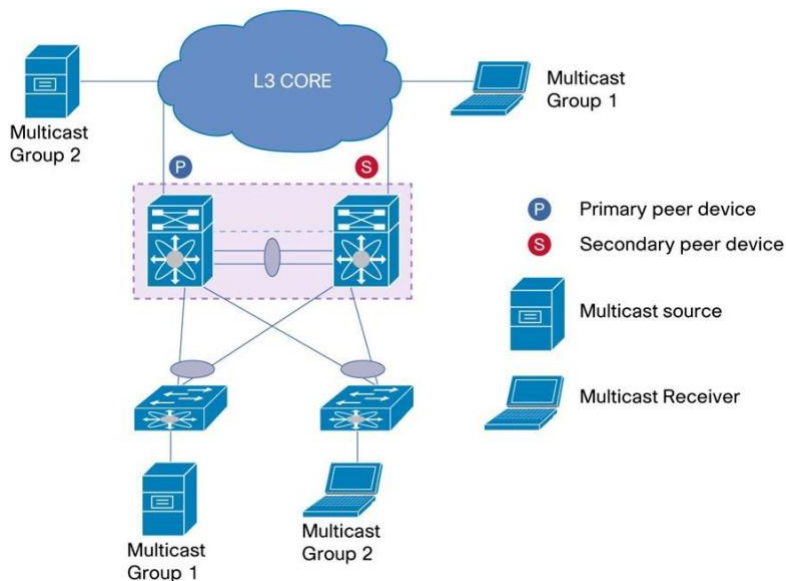 L3 CORE
Multicast
Group 2
Multicast
Group 1
P
S
P Primary peer device
S Secondary peer device
Multicast source
Multicast Receiver
Multicast
Group 1
Multicast
Group 2